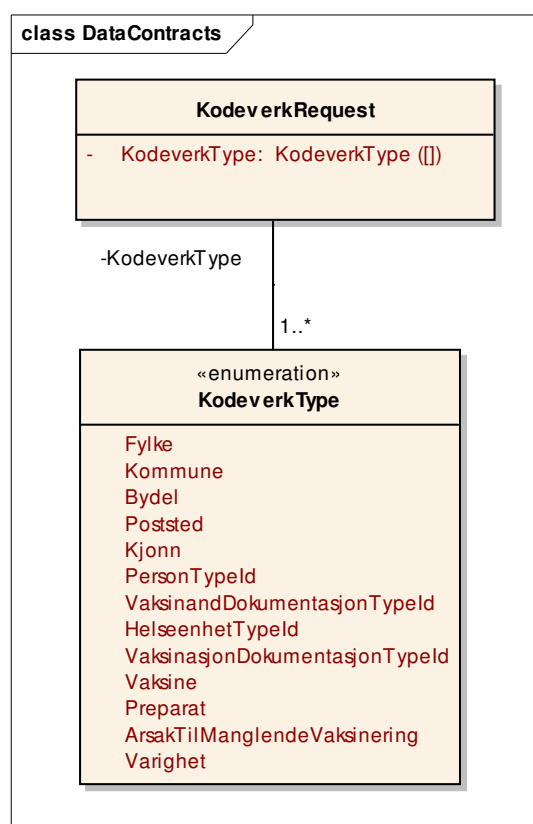 class DataContracts
KodeverkRequest
- KodeverkType: KodeverkType ([])
-KodeverkType
1..*
«enumeration»
KodeverkType
Fylke
Kommune
Bydel
Poststed
Kjonn
PersonTypeId
VaksinandDokumentasjonTypeId
HelseenhetTypeId
VaksinasjonDokumentasjonTypeId
Vaksine
Preparat
ArsakTilManglendeVaksinering
Varighet